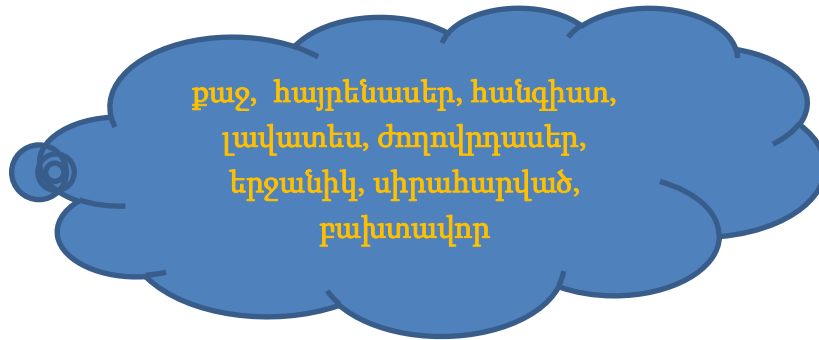 քաջ, հայրենասեր, հանգիստ,
լավատես, ժողովրդասեր,
երջանիկ, սիրահարված,
բախտավոր